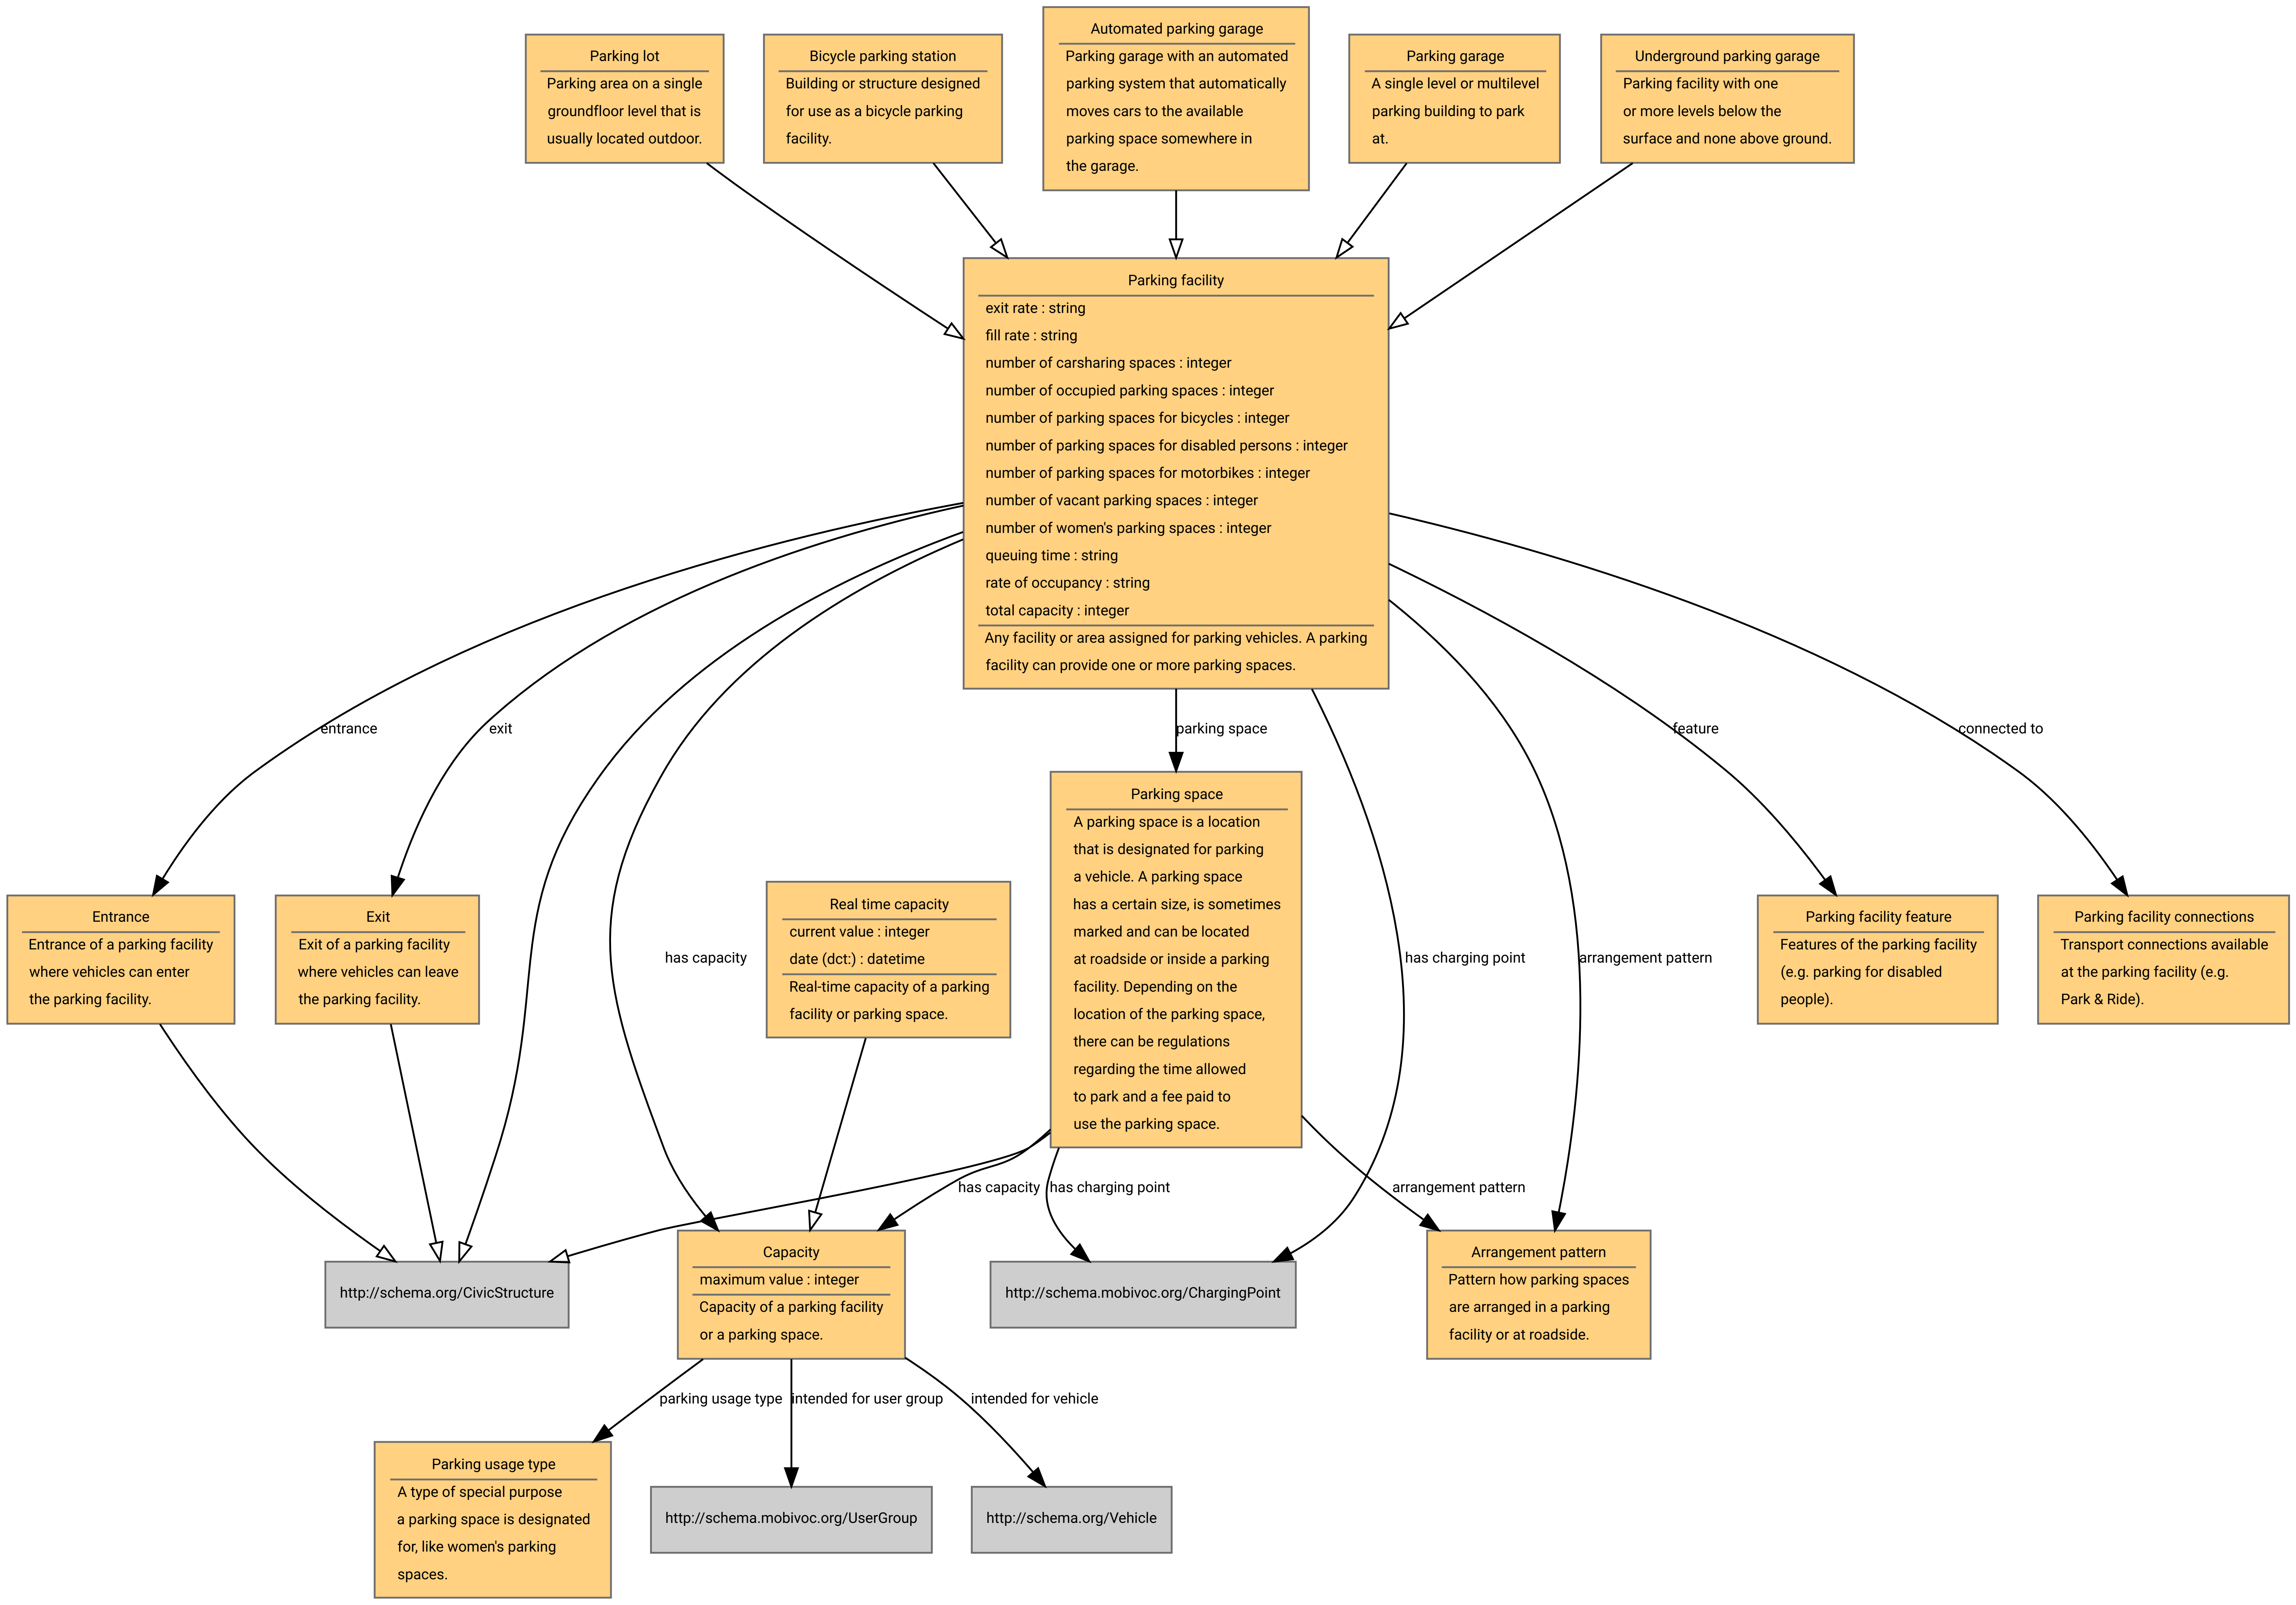 Parking lot
Parking area on a single
groundfloor level that is
usually located outdoor.
Bicycle parking station
Building or structure designed
for use as a bicycle parking
facility.
Automated parking garage
Parking garage with an automated
parking system that automatically
moves cars to the available
parking space somewhere in
the garage.
Parking garage
A single level or multilevel
parking building to park
at.
Underground parking garage
Parking facility with one
or more levels below the
surface and none above ground.
Parking facility
exit rate : string
fill rate : string
number of carsharing spaces : integer
number of occupied parking spaces : integer
number of parking spaces for bicycles : integer
number of parking spaces for disabled persons : integer
number of parking spaces for motorbikes : integer
number of vacant parking spaces : integer
number of women's parking spaces : integer
queuing time : string
rate of occupancy : string
total capacity : integer
Any facility or area assigned for parking vehicles. A parking
facility can provide one or more parking spaces.
entrance
exit
parking space
feature
connected to
Entrance
Entrance of a parking facility
where vehicles can enter
the parking facility.
Exit
Exit of a parking facility
where vehicles can leave
the parking facility.
has capacity
Real time capacity
current value : integer
date (dct:) : datetime
Real-time capacity of a parking
facility or parking space.
Parking space
A parking space is a location
that is designated for parking
a vehicle. A parking space
has a certain size, is sometimes
marked and can be located
at roadside or inside a parking
facility. Depending on the
location of the parking space,
there can be regulations
regarding the time allowed
to park and a fee paid to
use the parking space.
has charging point
arrangement pattern
Parking facility feature
Features of the parking facility
(e.g. parking for disabled
people).
Parking facility connections
Transport connections available
at the parking facility (e.g.
Park & Ride).
has capacity
has charging point
arrangement pattern
http://schema.org/CivicStructure
Capacity
maximum value : integer
Capacity of a parking facility
or a parking space.
http://schema.mobivoc.org/ChargingPoint
Arrangement pattern
Pattern how parking spaces
are arranged in a parking
facility or at roadside.
parking usage type
intended for user group
intended for vehicle
Parking usage type
A type of special purpose
a parking space is designated
for, like women's parking
spaces.
http://schema.mobivoc.org/UserGroup
http://schema.org/Vehicle